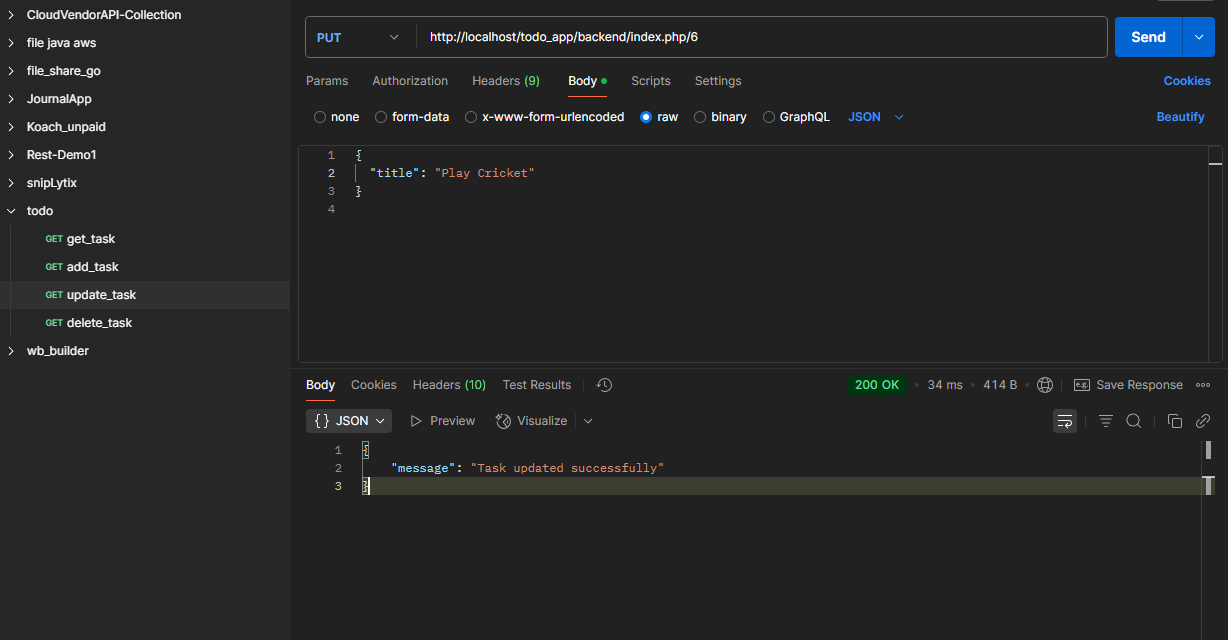 CloudVendorAPI-Collection
file java aws
file_share_go
JournalApp
Koach_unpaid
Rest-Demo1
snipLytix
todo
GET get_task
GET add_task
GET update_task
GET delete_task
wb_builder
PUT http://localhost/todo_app/backend/index.php/6 Send
Params Authorization Headers (9) Body Scripts Settings Cookies
none form-data x-www-form-urlencoded raw binary GraphQL JSON Beautify
1 {
2 "title": "Play Cricket"
3 }
4
Body Cookies Headers (10) Test Results 200 OK • 34 ms • 414 B • e.g. Save Response
{} JSON Preview Visualize
1 {
2 "message": "Task updated successfully"
3 }